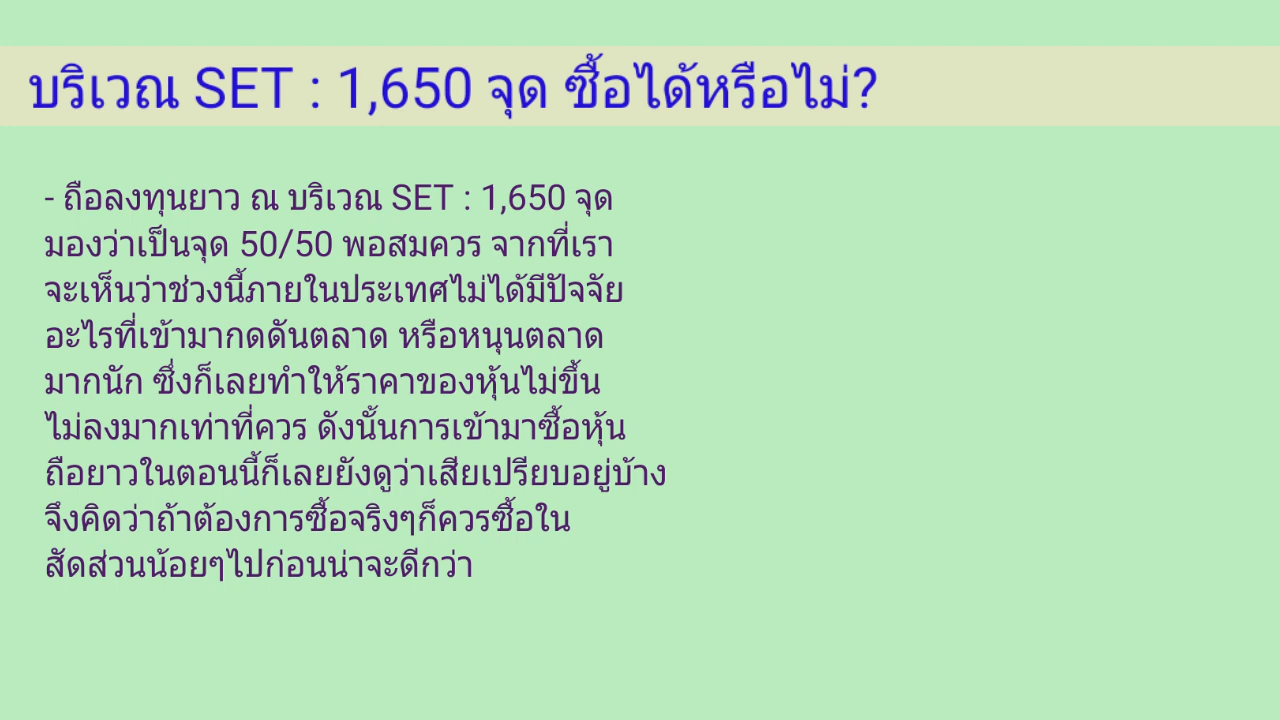 บริเวณ SET : 1,650 จุด ซื้อได้หรือไม่?
- ถือลงทุนยาว ณ บริเวณ SET : 1,650 จุด
มองว่าเป็นจุด 50/50 พอสมควร จากที่เรา
จะเห็นว่าช่วงนี้ภายในประเทศไม่ได้มีปัจจัย
อะไรที่เข้ามากดดันตลาด หรือหนุนตลาด
มากนัก ซึ่งก็เลยทำให้ราคาของหุ้นไม่ขึ้น
ไม่ลงมากเท่าที่ควร ดังนั้นการเข้ามาซื้อหุ้น
ถือยาวในตอนนี้ก็เลยยังดูว่าเสียเปรียบอยู่บ้าง
จึงคิดว่าถ้าต้องการซื้อจริงๆก็ควรซื้อใน
สัดส่วนน้อยๆไปก่อนน่าจะดีกว่า